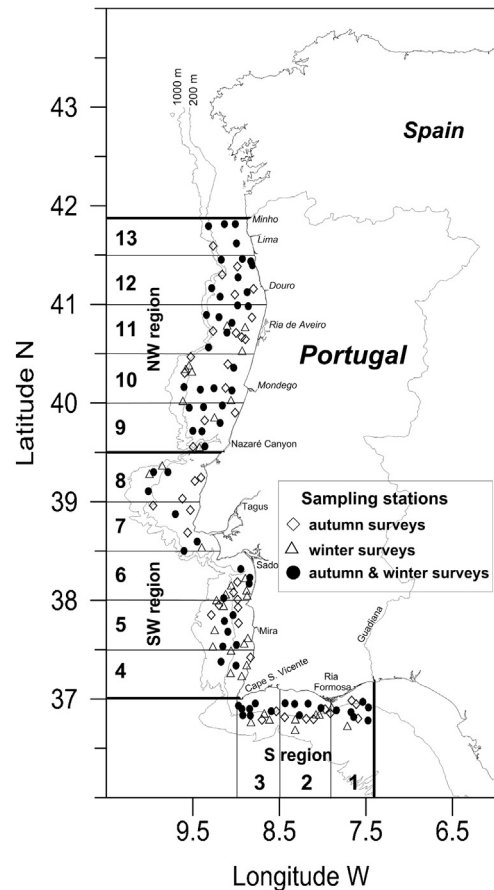 43
42
41
40
39
38
37
Latitude N
9.5
8.5
7.5
6.5
Longitude W
1000 m
200 m
Spain
Portugal
Minho
Lima
Douro
Ria de Aveiro
Mondego
Nazaré Canyon
Tagus
Sado
Mira
Cape S. Vicente
Ria
Formosa
Guadiana
13
12
11
10
9
8
7
6
5
4
3
2
1
NW region
SW region
S region
Sampling stations
autumn surveys
winter surveys
autumn & winter surveys